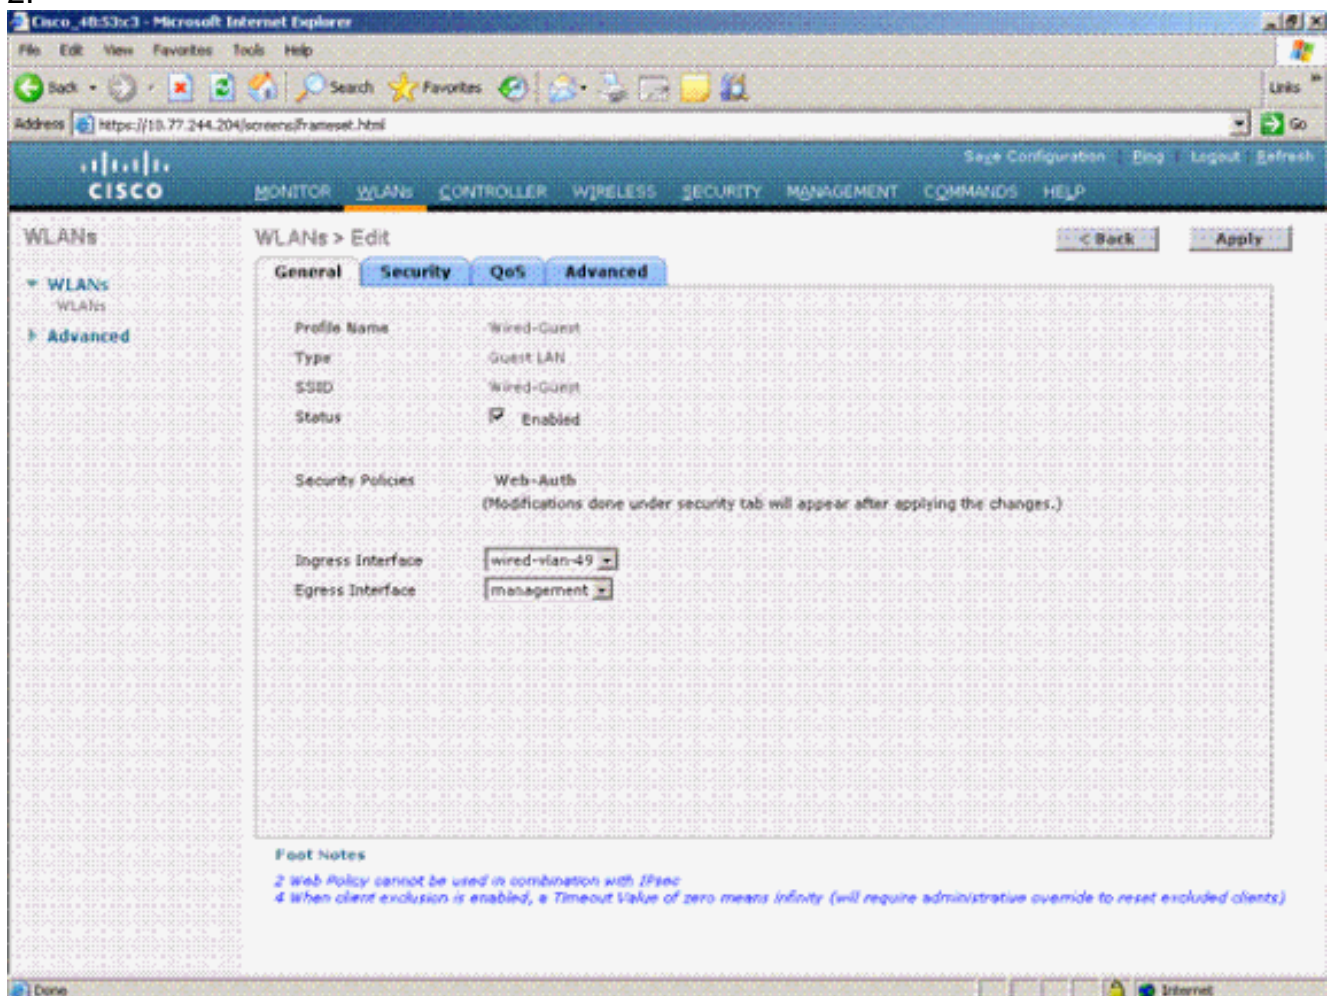 2.
Cisco_48:53:c3 - Microsoft Internet Explorer
File Edit View Favorites Tools Help
Back Search Favorites Links
Address https://10.77.244.204/screens/frameset.html Go
Save Configuration Ping Logout Refresh
CISCO MONITOR WLANs CONTROLLER WIRELESS SECURITY MANAGEMENT COMMANDS HELP
WLANs
WLANs > Edit
< Back Apply
General Security QoS Advanced
WLANs
WLANs
Advanced
Profile Name Wired-Guest
Type Guest LAN
SSID Wired-Guest
Status Enabled
Security Policies Web-Auth
(Modifications done under security tab will appear after applying the changes.)
Ingress Interface wired-vlan-49
Egress Interface management
Foot Notes
2 Web Policy cannot be used in combination with IPsec
4 When client exclusion is enabled, a Timeout Value of zero means infinity (will require administrative override to reset excluded clients)
Done Internet